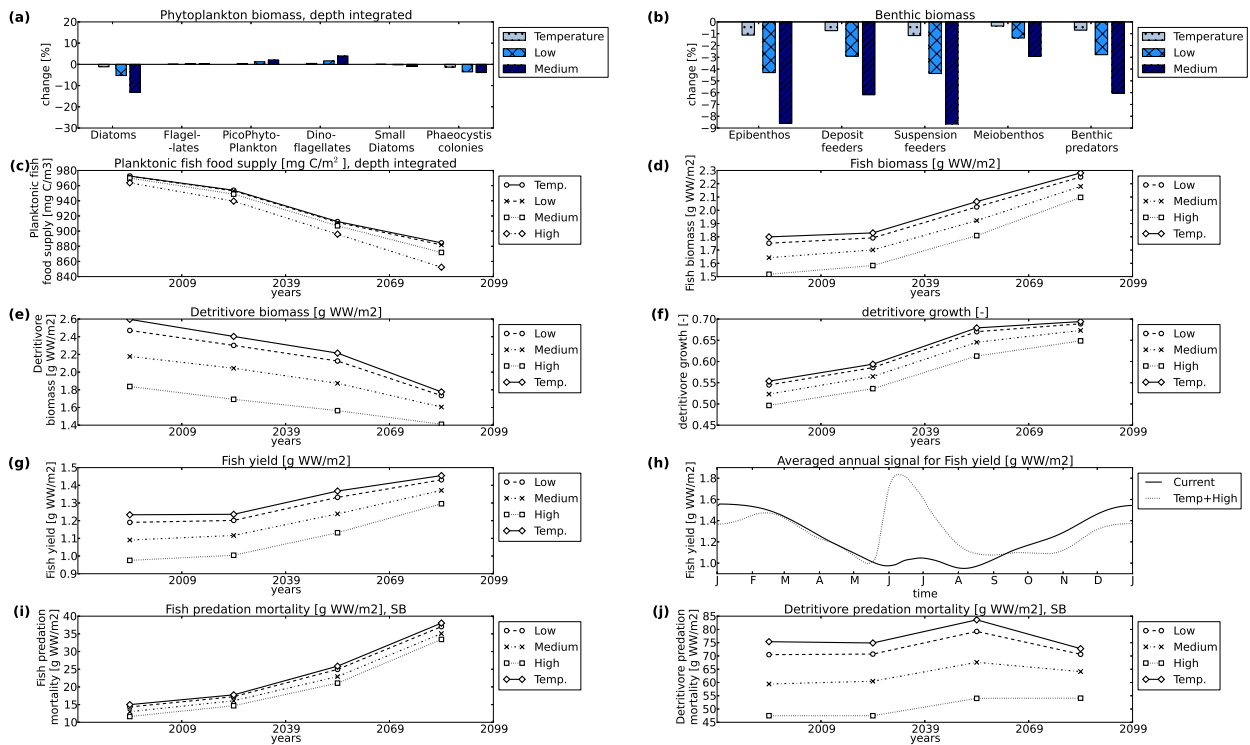 (a)
Phytoplankton biomass, depth integrated
20
10
0
−10
−20
−30
change [%]
Diatoms
Flagel-
-lates
PicoPhyto-
Plankton
Dino-
flagellates
Small
Diatoms
Phaeocystis
colonies
Temperature
Low
Medium
(b)
Benthic biomass
0
−1
−2
−3
−4
−5
−6
−7
−8
−9
change [%]
Epibenthos
Deposit
feeders
Suspension
feeders
Meiobenthos
Benthic
predators
Temperature
Low
Medium
(c)
Planktonic fish food supply [mg C/m² ], depth integrated
980
960
940
920
900
880
860
840
Planktonic fish
food supply [mg C/m3]
2009 2039 2069 2099
years
Temp.
Low
Medium
High
(d)
Fish biomass [g WW/m2]
2.3
2.2
2.1
2.0
1.9
1.8
1.7
1.6
1.5
Fish biomass [g WW/m2]
2009 2039 2069 2099
years
Low
Medium
High
Temp.
(e)
Detritivore biomass [g WW/m2]
2.6
2.4
2.2
2.0
1.8
1.6
1.4
Detritivore
biomass [g WW/m2]
2009 2039 2069 2099
years
Low
Medium
High
Temp.
(f)
detritivore growth [-]
0.70
0.65
0.60
0.55
0.50
0.45
detritivore growth [-]
2009 2039 2069 2099
years
Low
Medium
High
Temp.
(g)
Fish yield [g WW/m2]
1.5
1.4
1.3
1.2
1.1
1.0
0.9
Fish yield [g WW/m2]
2009 2039 2069 2099
years
Low
Medium
High
Temp.
(h)
Averaged annual signal for Fish yield [g WW/m2]
1.8
1.6
1.4
1.2
1.0
Fish yield [g WW/m2]
J F M A M J J A S O N D J
time
Current
Temp+High
(i)
Fish predation mortality [g WW/m2], SB
40
35
30
25
20
15
10
Fish predation
mortality [g WW/m2]
2009 2039 2069 2099
years
Low
Medium
High
Temp.
(j)
Detritivore predation mortality [g WW/m2], SB
85
80
75
70
65
60
55
50
45
Detritivore predation
mortality [g WW/m2]
2009 2039 2069 2099
years
Low
Medium
High
Temp.